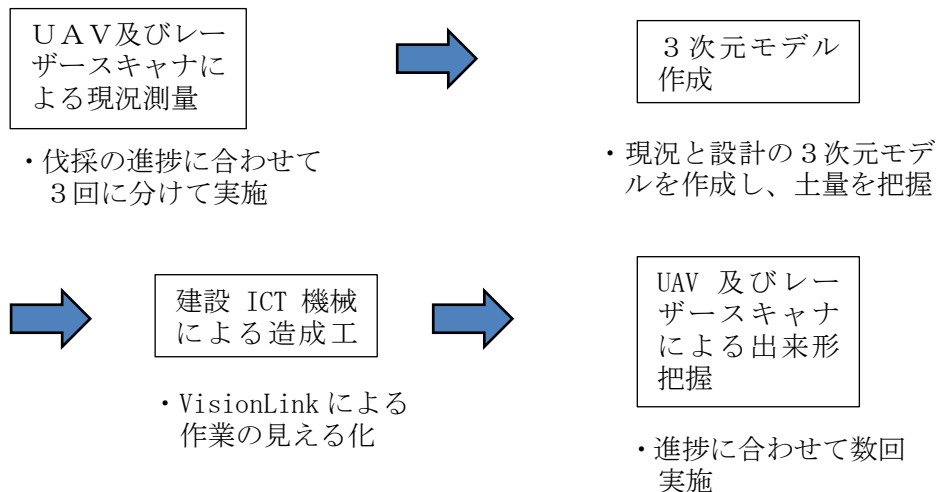 ＵＡＶ及びレー
ザースキャナに
よる現況測量
・伐採の進捗に合わせて
３回に分けて実施
３次元モデル
作成
・現況と設計の３次元モデ
ルを作成し、土量を把握
建設 ICT 機械
による造成工
・VisionLink による
作業の見える化
UAV 及びレー
ザースキャナ
による出来形
把握
・進捗に合わせて数回
実施